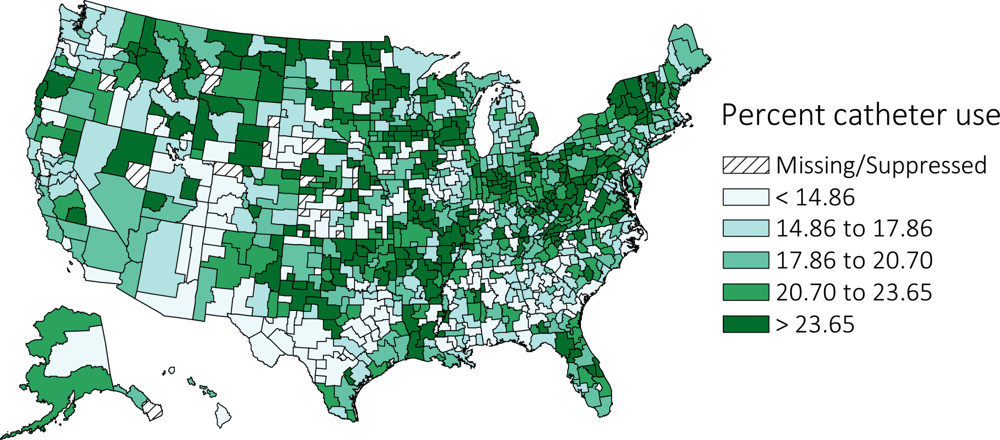 Percent catheter use
Missing/Suppressed
< 14.86
14.86 to 17.86
17.86 to 20.70
20.70 to 23.65
> 23.65